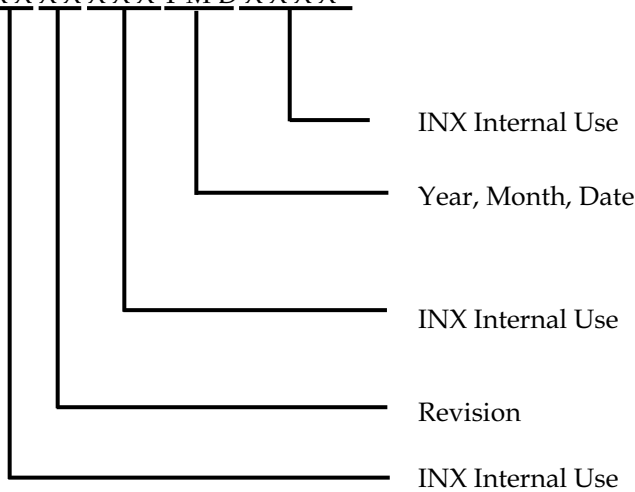 X X X X X X X Y M D X X X X
INX Internal Use
Year, Month, Date
INX Internal Use
Revision
INX Internal Use